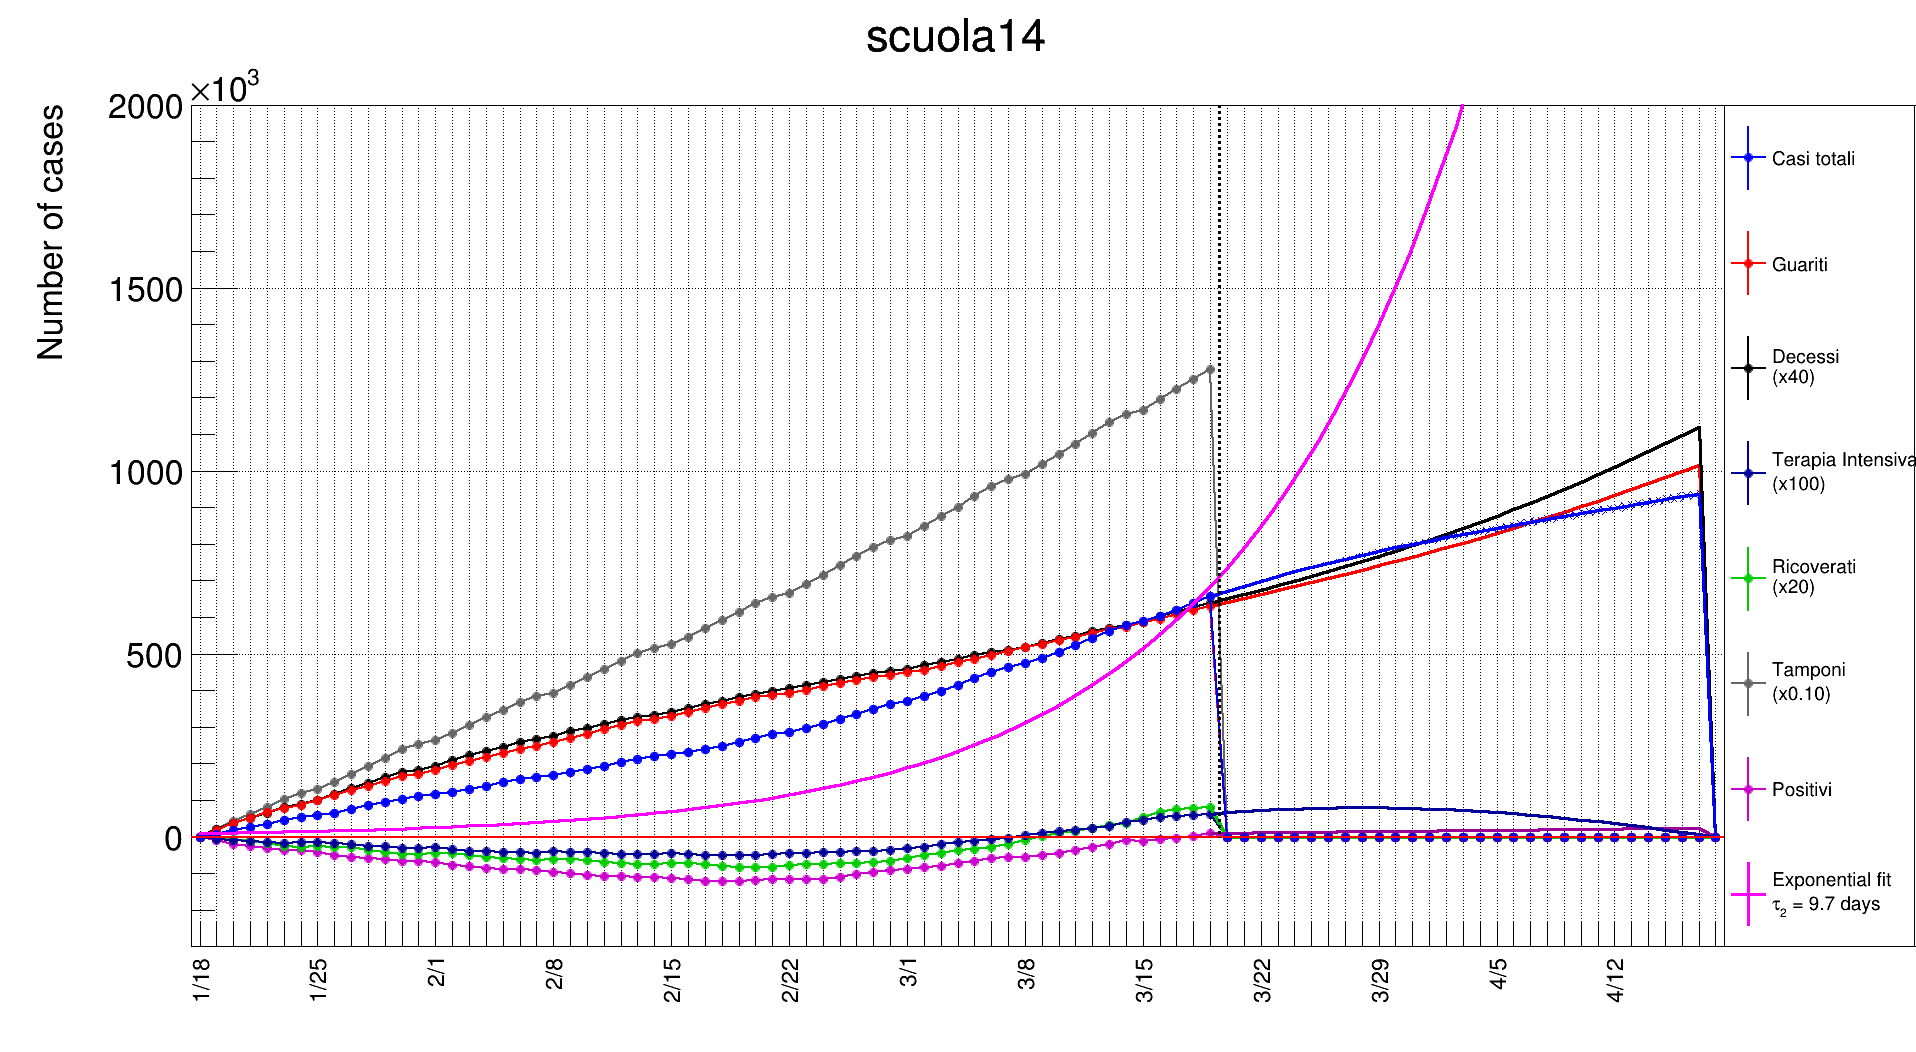 scuola14
×10³
Number of cases
2000
1500
1000
500
0
1/18
1/25
2/1
2/8
2/15
2/22
3/1
3/8
3/15
3/22
3/29
4/5
4/12
Casi totali
Guariti
Decessi
(x40)
Terapia Intensiva
(x100)
Ricoverati
(x20)
Tamponi
(x0.10)
Positivi
Exponential fit
τ₂ = 9.7 days